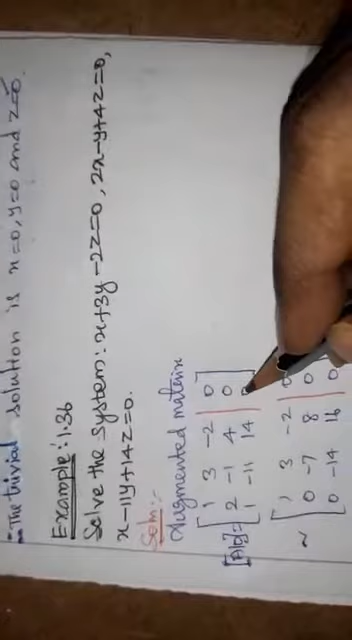 The trivial solution is x=0, y=0 and z=0.
Example: 1.36
Solve the system: x+3y-2z=0, 2x-y+4z=0,
x-11y+14z=0.
Soln:-
Augmented matrix
1 3 -2 | 0
[A|B]= 2 -1 4 | 0
1 -11 14 | 0
1 3 -2 | 0
~ 0 -7 8 | 0
0 -14 16 | 0